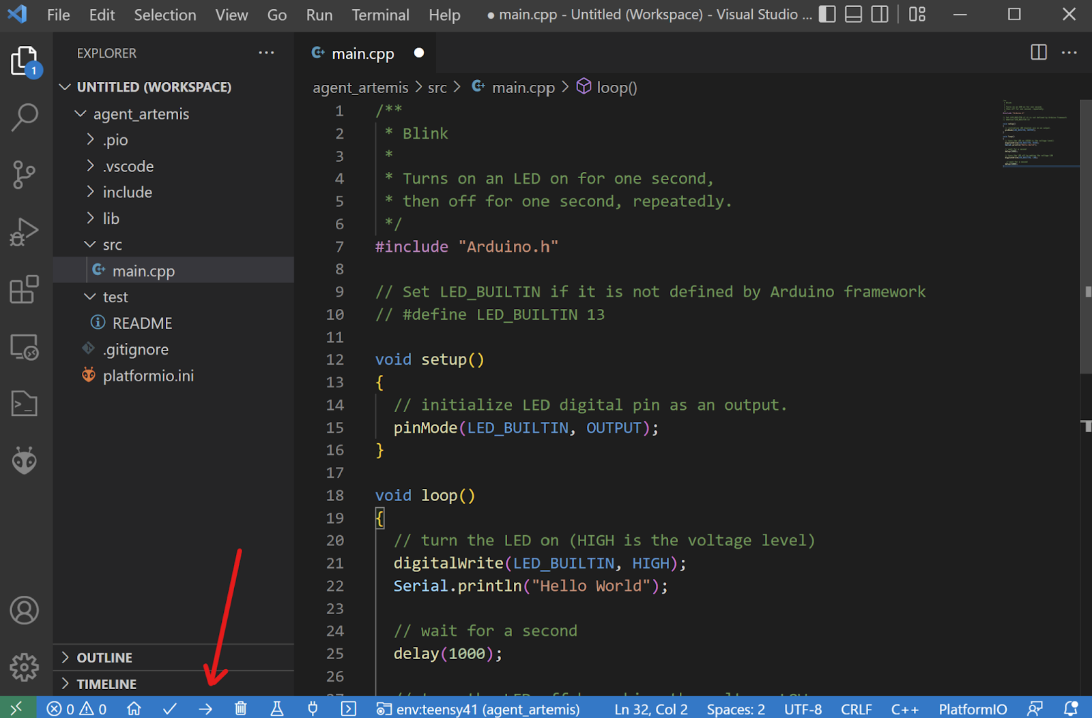 File Edit Selection View Go Run Terminal Help ● main.cpp - Untitled (Workspace) - Visual Studio ...
EXPLORER
main.cpp
1
UNTITLED (WORKSPACE)
agent_artemis
.pio
.vscode
include
lib
src
main.cpp
test
README
.gitignore
platformio.ini
OUTLINE
TIMELINE
agent_artemis > src > main.cpp > loop()
1 /**
2 * Blink
3 *
4 * Turns on an LED on for one second,
5 * then off for one second, repeatedly.
6 */
7 #include "Arduino.h"
8
9 // Set LED_BUILTIN if it is not defined by Arduino framework
10 // #define LED_BUILTIN 13
11
12 void setup()
13 {
14 // initialize LED digital pin as an output.
15 pinMode(LED_BUILTIN, OUTPUT);
16 }
17
18 void loop()
19 {
20 // turn the LED on (HIGH is the voltage level)
21 digitalWrite(LED_BUILTIN, HIGH);
22 Serial.println("Hello World");
23
24 // wait for a second
25 delay(1000);
26
0 0 env:teensy41 (agent_artemis) Ln 32, Col 2 Spaces: 2 UTF-8 CRLF C++ PlatformIO